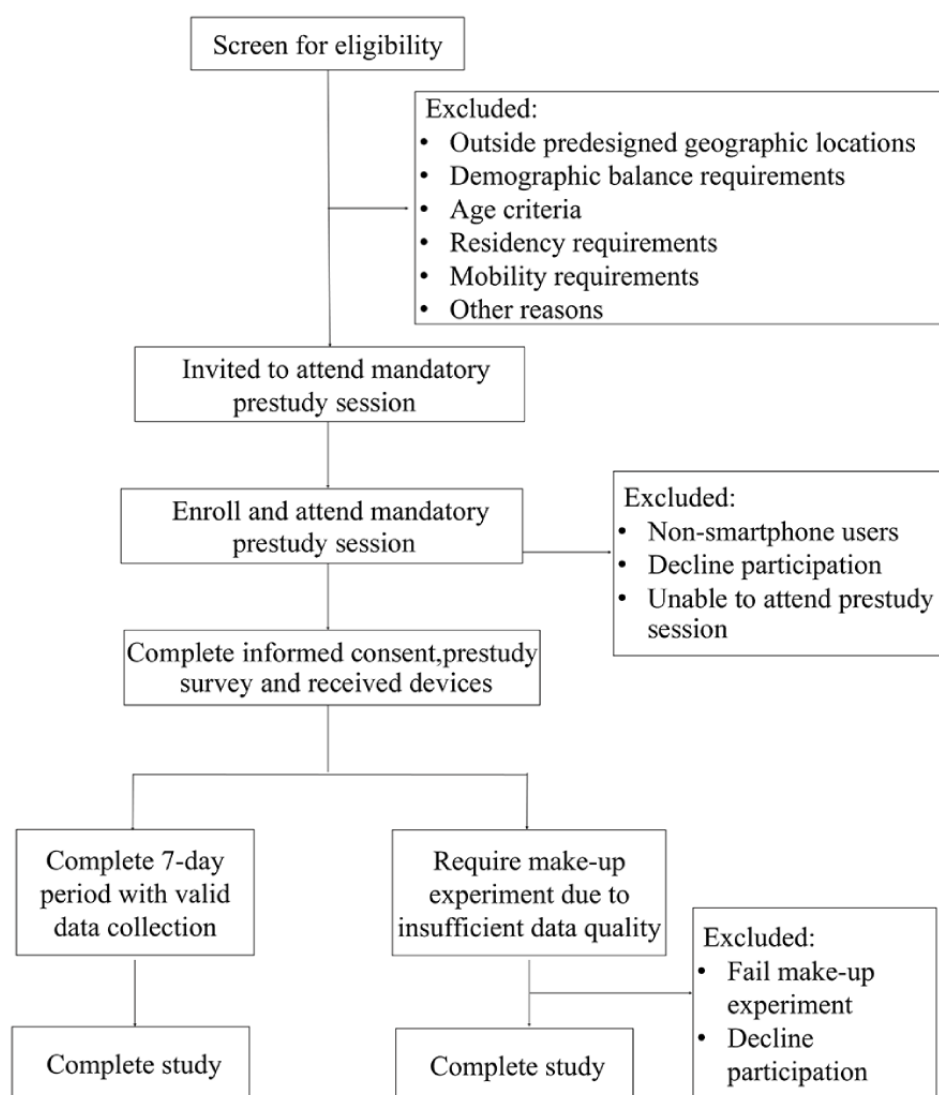 Screen for eligibility
Excluded:
• Outside predesigned geographic locations
• Demographic balance requirements
• Age criteria
• Residency requirements
• Mobility requirements
• Other reasons
Invited to attend mandatory
prestudy session
Enroll and attend mandatory
prestudy session
Excluded:
• Non-smartphone users
• Decline participation
• Unable to attend prestudy
session
Complete informed consent,prestudy
survey and received devices
Complete 7-day
period with valid
data collection
Require make-up
experiment due to
insufficient data quality
Excluded:
• Fail make-up
experiment
• Decline
participation
Complete study
Complete study